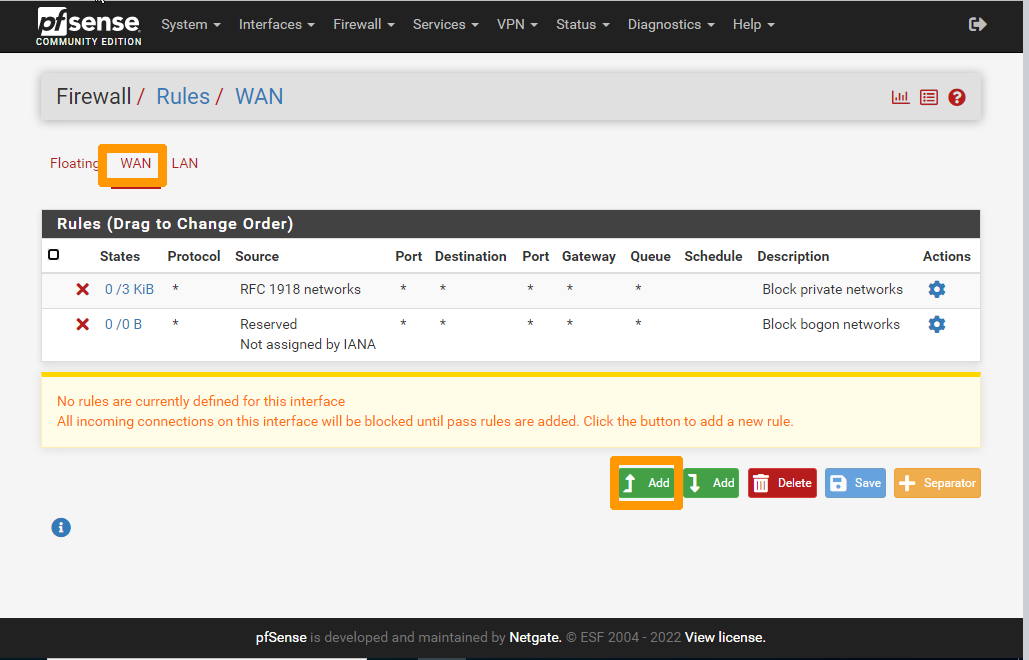 pfsense
COMMUNITY EDITION
System Interfaces Firewall Services VPN Status Diagnostics Help
Firewall / Rules / WAN
Floating WAN LAN
Rules (Drag to Change Order)
States Protocol Source Port Destination Port Gateway Queue Schedule Description Actions
0 /3 KiB * RFC 1918 networks * * * * * Block private networks
0 /0 B * Reserved * * * * * Block bogon networks
Not assigned by IANA
No rules are currently defined for this interface
All incoming connections on this interface will be blocked until pass rules are added. Click the button to add a new rule.
Add Add Delete Save Separator
pfSense is developed and maintained by Netgate. © ESF 2004 - 2022 View license.